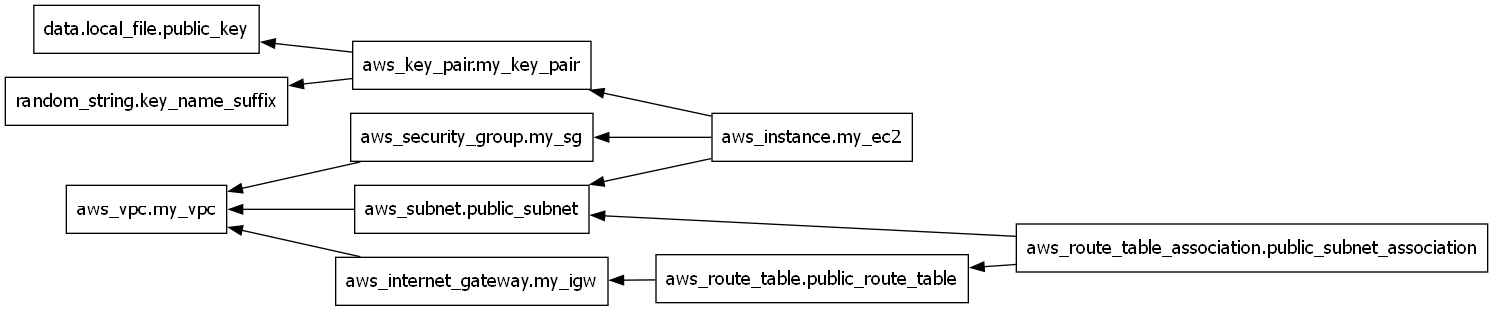 data.local_file.public_key
aws_key_pair.my_key_pair
random_string.key_name_suffix
aws_security_group.my_sg
aws_instance.my_ec2
aws_vpc.my_vpc
aws_subnet.public_subnet
aws_route_table_association.public_subnet_association
aws_internet_gateway.my_igw
aws_route_table.public_route_table